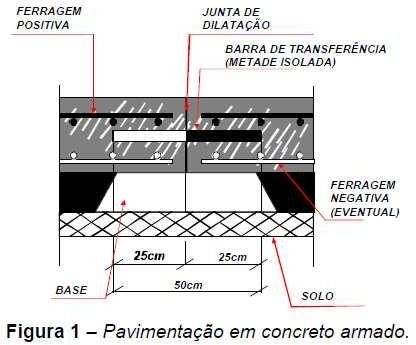 FERRAGEM
POSITIVA
JUNTA DE
DILATAÇÃO
BARRA DE TRANSFERÊNCIA
(METADE ISOLADA)
FERRAGEM
NEGATIVA
(EVENTUAL)
25cm
25cm
50cm
BASE
SOLO
Figura 1 – Pavimentação em concreto armado.